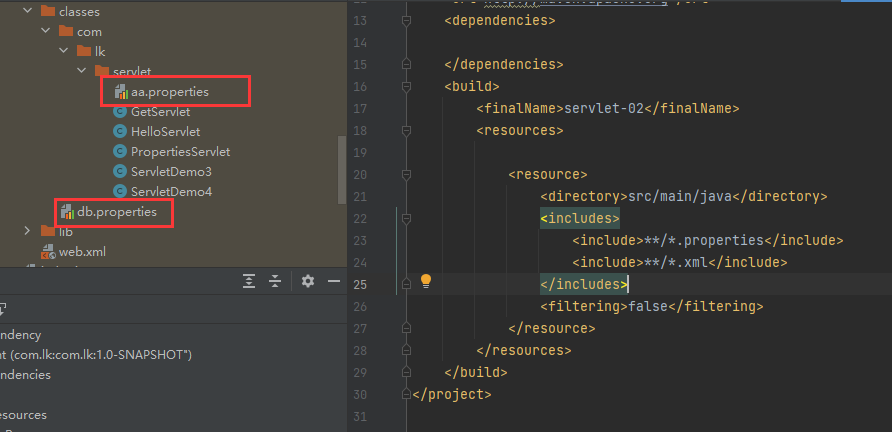 classes
com
lk
servlet
aa.properties
GetServlet
HelloServlet
PropertiesServlet
ServletDemo3
ServletDemo4
db.properties
lib
web.xml
ndency
nt (com.lk:com.lk:1.0-SNAPSHOT")
ndencies
esources
13 <dependencies>
14
15 </dependencies>
16 <build>
17 <finalName>servlet-02</finalName>
18 <resources>
19
20 <resource>
21 <directory>src/main/java</directory>
22 <includes>
23 <include>**/*.properties</include>
24 <include>**/*.xml</include>
25 </includes>
26 <filtering>false</filtering>
27 </resource>
28 </resources>
29 </build>
30 </project>
31